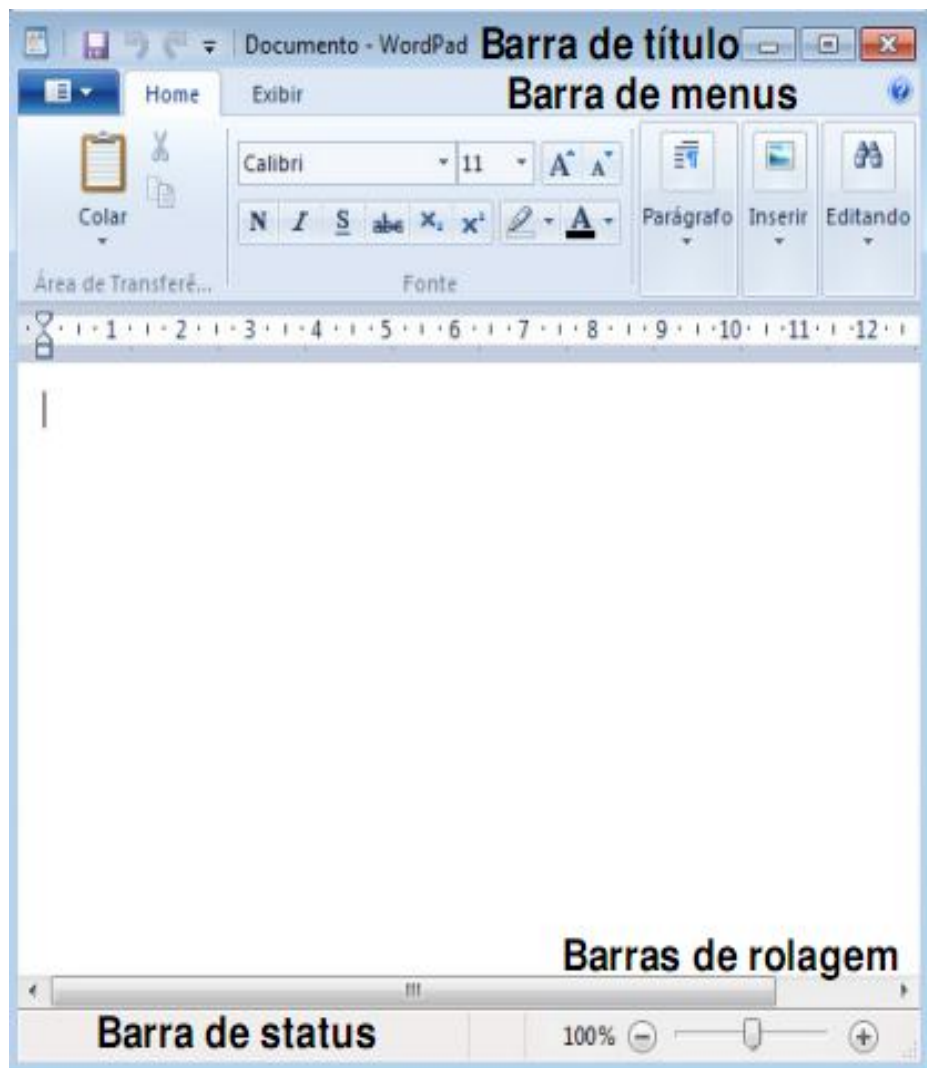 Documento - WordPad Barra de título
Home Exibir Barra de menus
Calibri 11 A A
Colar N I S abc X₂ X² A Parágrafo Inserir Editando
Área de Transferê... Fonte
1 2 3 4 5 6 7 8 9 10 11 12
Barras de rolagem
Barra de status 100%